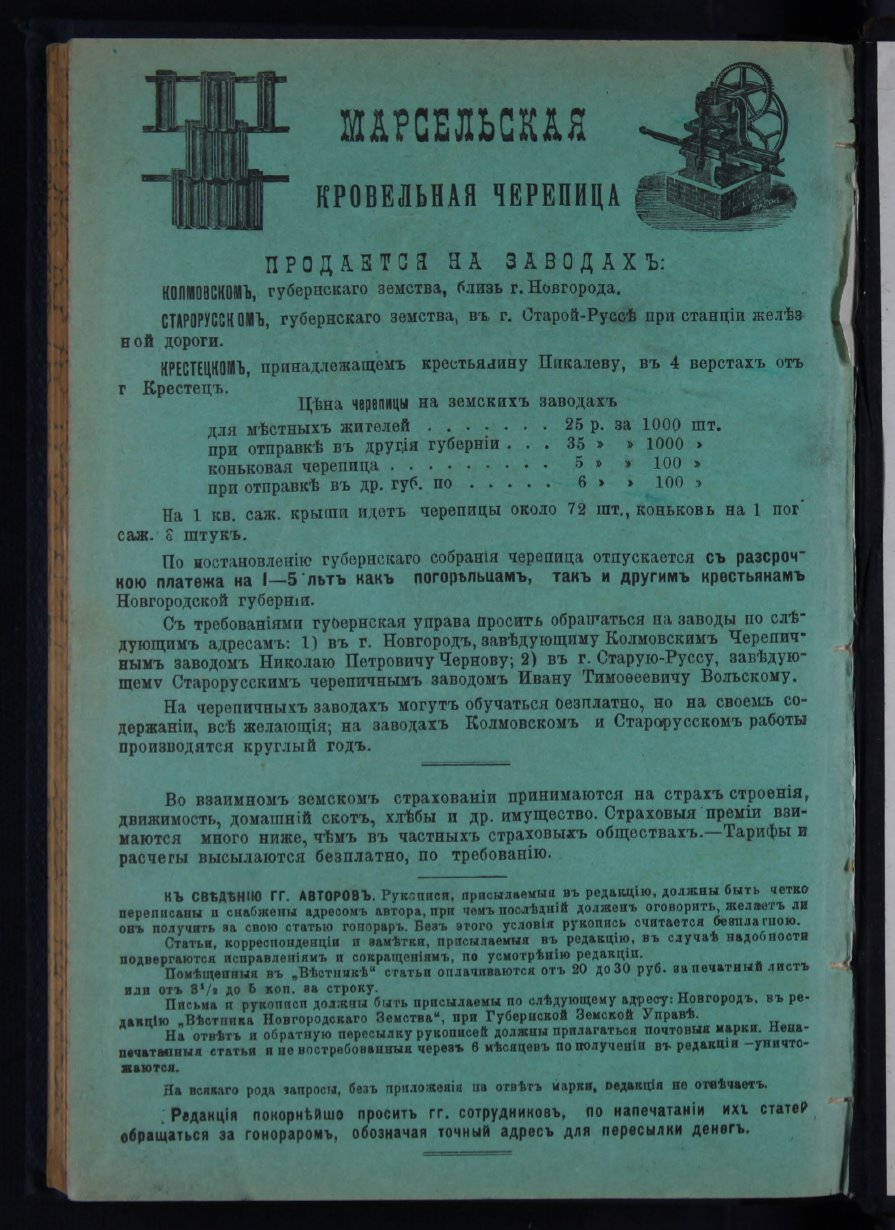 МАРСЕЛЬСКАЯ
КРОВЕЛЬНАЯ ЧЕРЕПИЦА
ПРОДАЕТСЯ НА ЗАВОДАХЪ:
КОЛМОВСКОМЪ, губернскаго земства, близь г. Новгорода.
СТАРОРУССКОМЪ, губернскаго земства, въ г. Старой-Руссѣ при станціи желѣз
ной дороги.
КРЕСТЕЦКОМЪ, принадлежащемъ крестьянину Пикалеву, въ 4 верстахъ отъ
г Крестецъ.
Цѣна черепицы на земскихъ заводахъ
для мѣстныхъ жителей . . . . . . . 25 р. за 1000 шт.
при отправкѣ въ другія губерніи . . . 35 » » 1000 »
коньковая черепица . . . . . . . . . 5 » » 100 »
при отправкѣ въ др. губ. по . . . . . 6 » » 100 »
На 1 кв. саж. крыши идетъ черепицы около 72 шт., коньковъ на 1 пог
саж. штукъ.
По постановленію губернскаго собранія черепица отпускается съ разсроч-
кою платежа на I—5 лѣтъ какъ погорѣльцамъ, такъ и другимъ крестьянамъ
Новгородской губерніи.
Съ требованіями губернская управа проситъ обращаться на заводы по слѣ-
дующимъ адресамъ: 1) въ г. Новгородъ, завѣдующиму Колмовскимъ Черепич-
нымъ заводомъ Николаю Петровичу Чернову; 2) въ г. Старую-Руссу, завѣдую-
щему Старорусскимъ черепичнымъ заводомъ Ивану Тимоѳеевичу Вольскому.
На черепичныхъ заводахъ могутъ обучаться безплатно, но на своемъ со-
держаніи, всѣ желающія; на заводахъ Колмовскомъ и Старорусскомъ работы
производятся круглый годъ.
Во взаимномъ земскомъ страхованіи принимаются на страхъ строенія,
движимость, домашній скотъ, хлѣбы и др. имущество. Страховыя преміи взи-
маются много ниже, чѣмъ въ частныхъ страховыхъ обществахъ.—Тарифы и
расчеты высылаются безплатно, по требованію.
КЪ СВѢДѢНІЮ ГГ. АВТОРОВЪ. Рукописи, присылаемыя въ редакцію, должны быть четко
переписаны и снабжены адресомъ автора, при чемъ послѣдній долженъ оговорить, желаетъ ли
онъ получить за свою статью гонораръ. Безъ этого условія рукопись считается безплатною.
Статьи, корреспонденціи и замѣтки, присылаемыя въ редакцію, въ случаѣ надобности
подвергаются исправленіямъ и сокращеніямъ, по усмотрѣнію редакціи.
Помѣщенныя въ „Вѣстникѣ“ статьи оплачиваются отъ 20 до 30 руб. за печатный листъ
или отъ 3¹/₂ до 5 коп. за строку.
Письма и рукописи должны быть присылаемы по слѣдующему адресу: Новгородъ, въ ре-
дакцію „Вѣстника Новгородскаго Земства“, при Губернской Земской Управѣ.
На отвѣтъ и обратную пересылку рукописей должны прилагаться почтовыя марки. Нена-
печатанныя статьи и не востребованныя черезъ 6 мѣсяцевъ по полученіи въ редакціи —уничто-
жаются.
На всякаго рода запросы, безъ приложенія на отвѣтъ марки, редакція не отвѣчаетъ.
Редакція покорнѣйшо проситъ гг. сотрудниковъ, по напечатаніи ихъ статей
обращаться за гонораромъ, обозначая точный адресъ для пересылки денегъ.